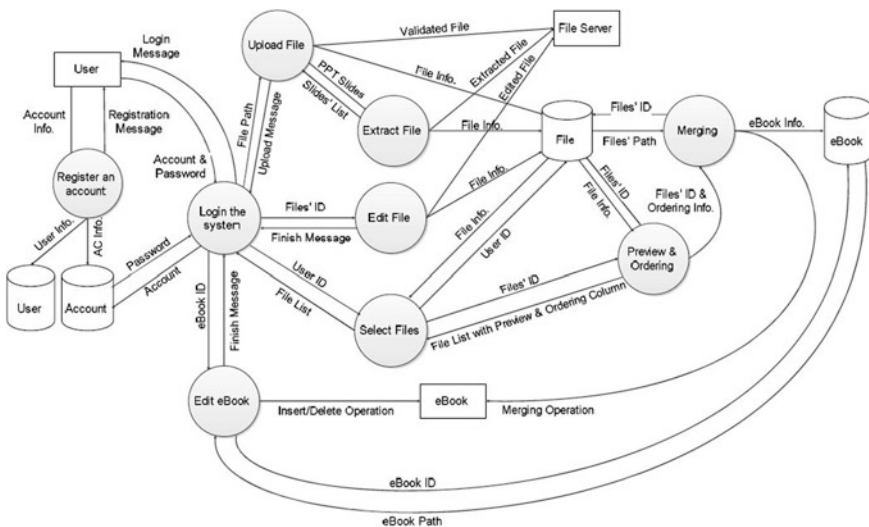 Login
Message
User
Upload File
Validated File
File Server
File Info.
Extracted File
Edited File
PPT Slides
Slides' List
Account
Info.
Registration
Message
File Path
Upload Message
Extract File
File Info.
File
Files' ID
Files' Path
Merging
eBook Info.
eBook
Account &
Password
Register an
account
Login the
system
Files' ID
Finish Message
Edit File
File Info.
Files' ID
File Info.
Files' ID &
Ordering Info.
User Info.
AC Info.
Password
Account
User
Account
User ID
File List
File Info.
User ID
Preview &
Ordering
Files' ID
File List with Preview & Ordering Column
Select Files
eBook ID
Finish Message
Edit eBook
Insert/Delete Operation
eBook
Merging Operation
eBook ID
eBook Path